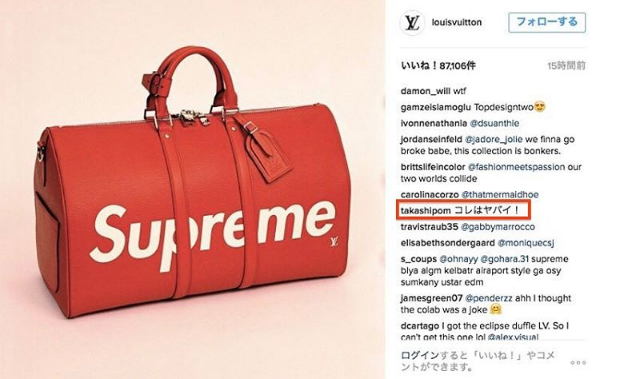 Supreme
LV
LV
louisvuitton
フォローする
いいね！87,106件
15時間前
damon_will wtf
gamzeislamoglu Topdesigntwo😍
ivonnenathania @dsuanthie
jordanseinfeld @jadore_jolie we finna go
broke babe, this collection is bonkers.
brittslifeincolor @fashionmeetspassion our
two worlds collide
carolinacorzo @thatmermaidhoe
takashipom コレはヤバイ！
travistraub35 @gabbymarrocco
elisabethsondergaard @moniquecsj
s_coups @ohnayy @gohara.31 supreme
blya algm kelbatr airaport style ga osy
sumkany ustar edm
jamesgreen07 @penderzz ahh I thought
the colab was a joke 🤗
dcartago I got the eclipse duffle LV. So I
can't get this one lol @alex.visual
ログインすると「いいね！」やコメ
ントができます。